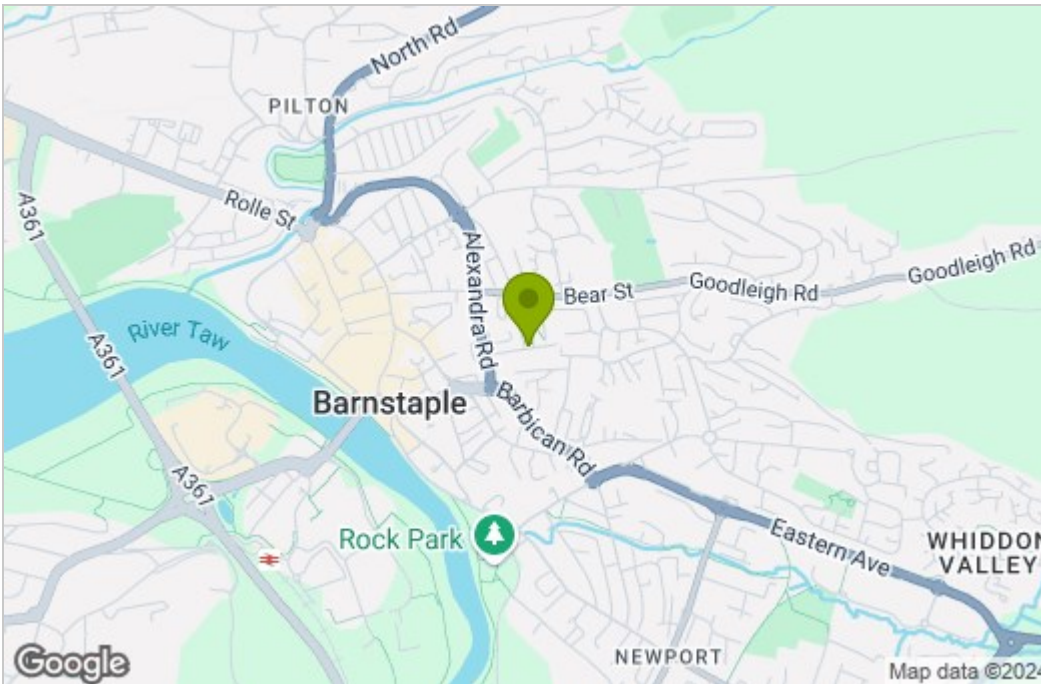 North Rd
PILTON
Rolle St
A361
Alexandra Rd
Bear St
Goodleigh Rd
Goodleigh Rd
River Taw
A361
Barnstaple
Barbican Rd
A361
Rock Park
Eastern Ave
WHIDDON
VALLEY
NEWPORT
Google
Map data ©2024